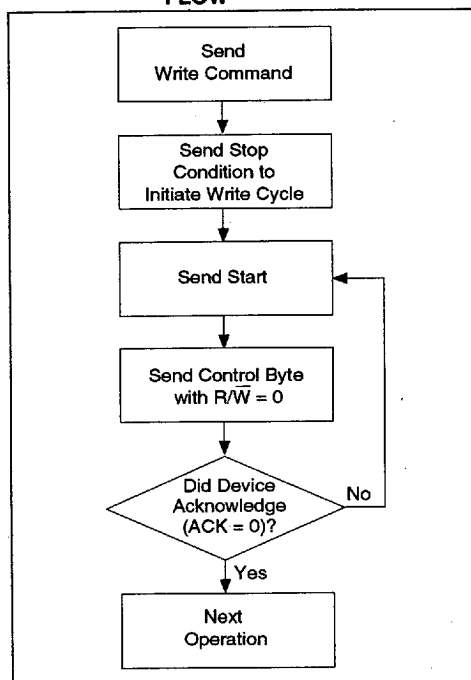 FLOW
Send
Write Command
Send Stop
Condition to
Initiate Write Cycle
Send Start
Send Control Byte
with R/W̅ = 0
Did Device
Acknowledge
(ACK = 0)?
No
Yes
Next
Operation